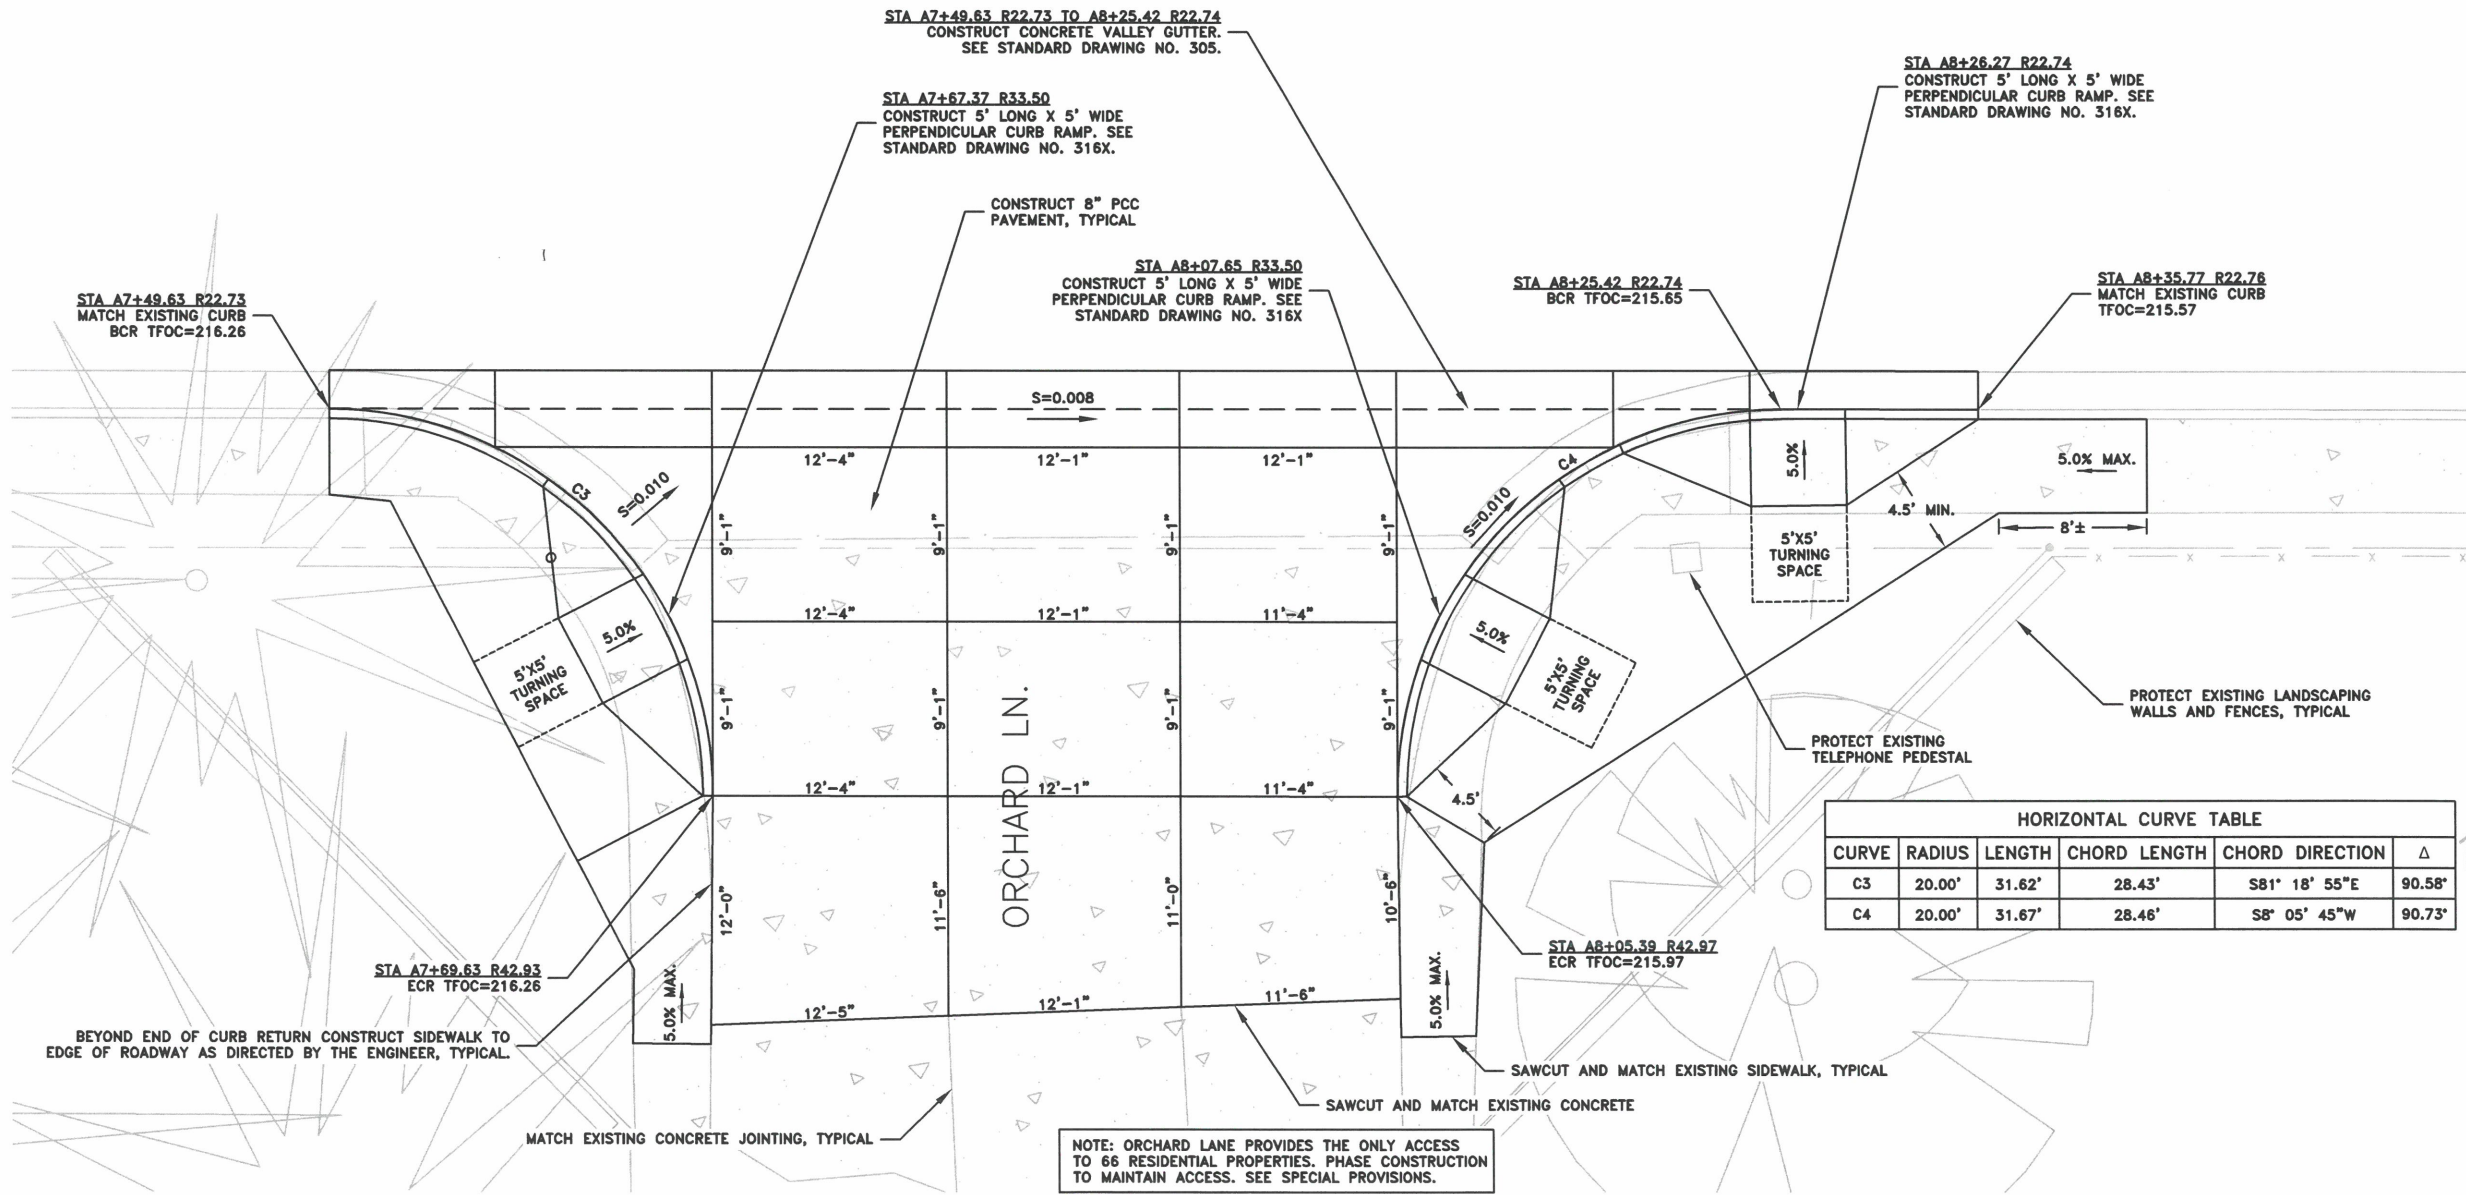 STA A7+49.63 R22.73 TO A8+25.42 R22.74
CONSTRUCT CONCRETE VALLEY GUTTER.
SEE STANDARD DRAWING NO. 305.
STA A8+26.27 R22.74
CONSTRUCT 5' LONG X 5' WIDE
PERPENDICULAR CURB RAMP. SEE
STANDARD DRAWING NO. 316X.
STA A7+67.37 R33.50
CONSTRUCT 5' LONG X 5' WIDE
PERPENDICULAR CURB RAMP. SEE
STANDARD DRAWING NO. 316X.
CONSTRUCT 8" PCC
PAVEMENT, TYPICAL
STA A8+07.65 R33.50
CONSTRUCT 5' LONG X 5' WIDE
PERPENDICULAR CURB RAMP. SEE
STANDARD DRAWING NO. 316X
STA A8+25.42 R22.74
BCR TFOC=215.65
STA A8+35.77 R22.76
MATCH EXISTING CURB
TFOC=215.57
STA A7+49.63 R22.73
MATCH EXISTING CURB
BCR TFOC=216.26
S=0.008
12'-4"
12'-1"
12'-1"
C3
S=0.010
C4
S=0.010
5.0%
5.0% MAX.
4.5' MIN.
8'±
9'-1"
9'-1"
9'-1"
9'-1"
5'X5'
TURNING
SPACE
12'-4"
12'-1"
11'-4"
5.0%
5.0%
5'X5'
TURNING
SPACE
5'X5'
TURNING
SPACE
9'-1"
9'-1"
9'-1"
9'-1"
ORCHARD LN.
PROTECT EXISTING LANDSCAPING
WALLS AND FENCES, TYPICAL
PROTECT EXISTING
TELEPHONE PEDESTAL
12'-4"
12'-1"
11'-4"
4.5'
HORIZONTAL CURVE TABLE
CURVE RADIUS LENGTH CHORD LENGTH CHORD DIRECTION Δ
C3 20.00' 31.62' 28.43' S81° 18' 55"E 90.58°
C4 20.00' 31.67' 28.46' S8° 05' 45"W 90.73°
12'-0"
11'-6"
11'-0"
10'-6"
STA A7+69.63 R42.93
ECR TFOC=216.26
STA A8+05.39 R42.97
ECR TFOC=215.97
5.0% MAX.
5.0% MAX.
12'-5"
12'-1"
11'-6"
BEYOND END OF CURB RETURN CONSTRUCT SIDEWALK TO
EDGE OF ROADWAY AS DIRECTED BY THE ENGINEER, TYPICAL.
SAWCUT AND MATCH EXISTING SIDEWALK, TYPICAL
SAWCUT AND MATCH EXISTING CONCRETE
MATCH EXISTING CONCRETE JOINTING, TYPICAL
NOTE: ORCHARD LANE PROVIDES THE ONLY ACCESS
TO 66 RESIDENTIAL PROPERTIES. PHASE CONSTRUCTION
TO MAINTAIN ACCESS. SEE SPECIAL PROVISIONS.